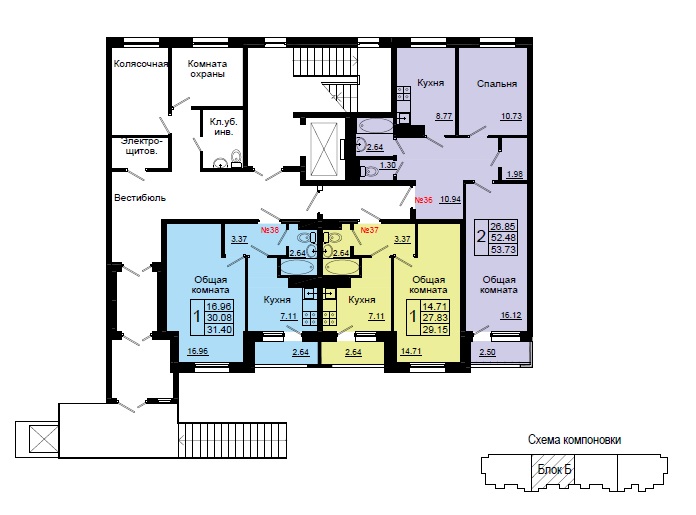 Колясочная
Комната
охраны
Кл.уб.
инв.
Электро-
щитов.
Вестибюль
Кухня
8.77
Спальня
10.73
2.64
1.30
1.98
№36
10.94
2
26.85
52.48
53.73
Общая
комната
16.12
2.50
№38
3.37
2.64
Общая
комната
1
16.96
30.08
31.40
16.96
Кухня
7.11
2.64
№37
3.37
2.64
Кухня
7.11
2.64
Общая
комната
1
14.71
27.83
29.15
14.71
Схема компоновки
Блок Б